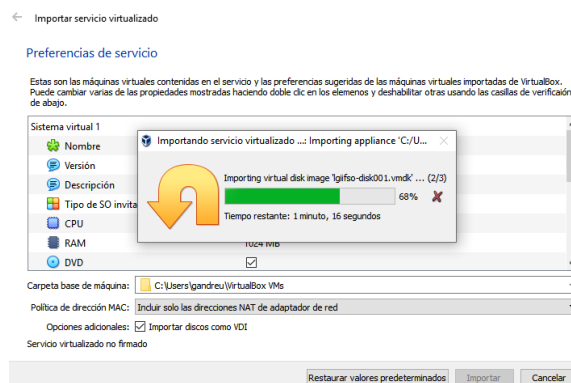 Importar servicio virtualizado
Preferencias de servicio
Estas son las máquinas virtuales contenidas en el servicio y las preferencias sugeridas de las máquinas virtuales importadas de VirtualBox.
Puede cambiar varias de las propiedades mostradas haciendo doble clic en los elemenos y deshabilitar otras usando las casillas de verificaión
de abajo.
Sistema virtual 1
Nombre
Importando servicio virtualizado ...: Importing appliance 'C:/U...
Versión
Importing virtual disk image 'lgiifso-disk001.vmdk' ... (2/3)
Descripción
68%
Tipo de SO invita
Tiempo restante: 1 minuto, 16 segundos
CPU
RAM
1024 MB
DVD
Carpeta base de máquina: C:\Users\gandreu\VirtualBox VMs
Política de dirección MAC: Incluir solo las direcciones NAT de adaptador de red
Opciones adicionales: Importar discos como VDI
Servicio virtualizado no firmado
Restaurar valores predeterminados Importar Cancelar